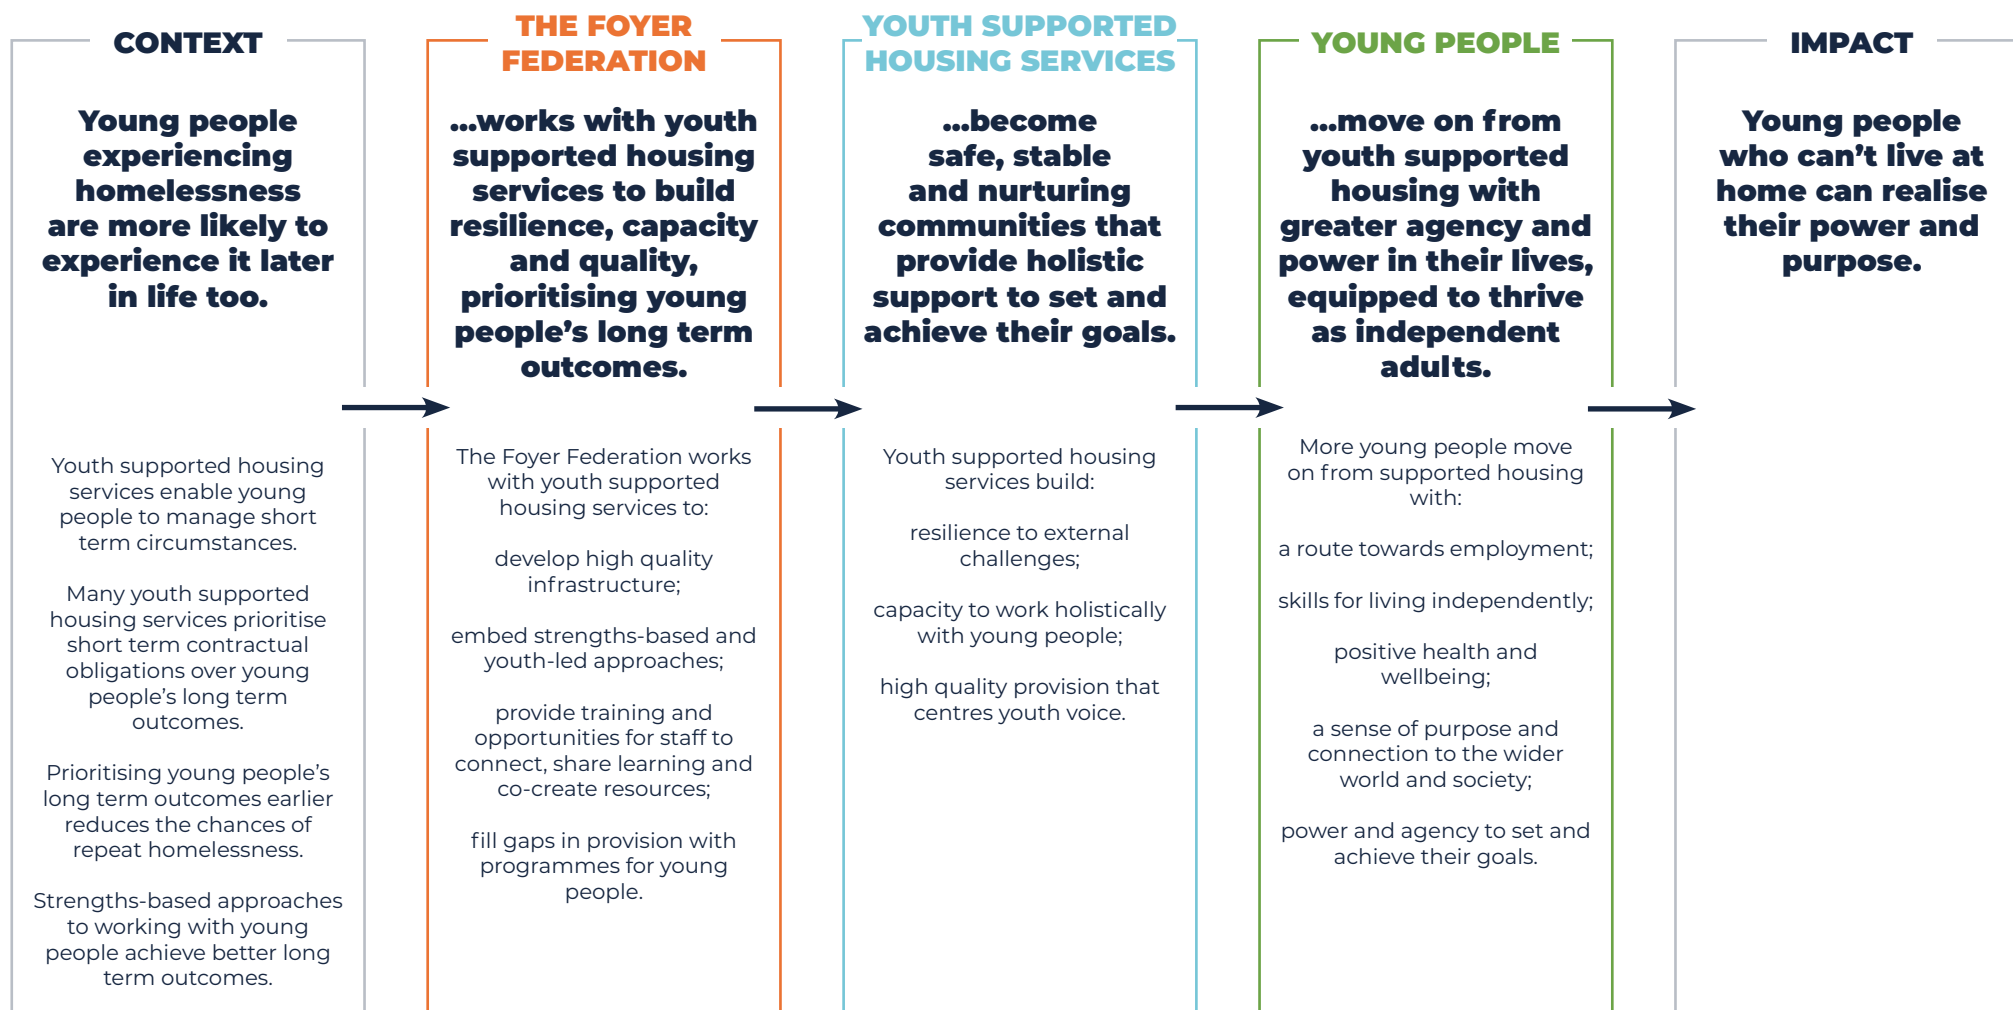 CONTEXT
Young people
experiencing
homelessness
are more likely to
experience it later
in life too.
Youth supported housing
services enable young
people to manage short
term circumstances.
Many youth supported
housing services prioritise
short term contractual
obligations over young
people's long term
outcomes.
Prioritising young people's
long term outcomes earlier
reduces the chances of
repeat homelessness.
Strengths-based approaches
to working with young
people achieve better long
term outcomes.
THE FOYER
FEDERATION
...works with youth
supported housing
services to build
resilience, capacity
and quality,
prioritising young
people's long term
outcomes.
The Foyer Federation works
with youth supported
housing services to:
develop high quality
infrastructure;
embed strengths-based and
youth-led approaches;
provide training and
opportunities for staff to
connect, share learning and
co-create resources;
fill gaps in provision with
programmes for young
people.
YOUTH SUPPORTED
HOUSING SERVICES
...become
safe, stable
and nurturing
communities that
provide holistic
support to set and
achieve their goals.
Youth supported housing
services build:
resilience to external
challenges;
capacity to work holistically
with young people;
high quality provision that
centres youth voice.
YOUNG PEOPLE
...move on from
youth supported
housing with
greater agency and
power in their lives,
equipped to thrive
as independent
adults.
More young people move
on from supported housing
with:
a route towards employment;
skills for living independently;
positive health and
wellbeing;
a sense of purpose and
connection to the wider
world and society;
power and agency to set and
achieve their goals.
IMPACT
Young people
who can't live at
home can realise
their power and
purpose.